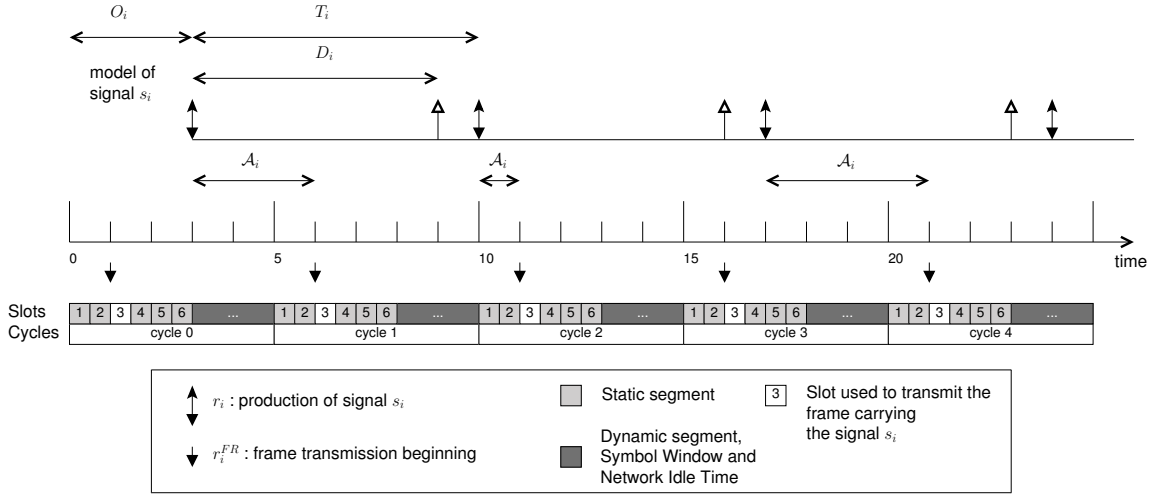 O_i T_i
D_i
model of
signal s_i
A_i A_i A_i
0 5 10 15 20 time
Slots 1 2 3 4 5 6 ... 1 2 3 4 5 6 ... 1 2 3 4 5 6 ... 1 2 3 4 5 6 ... 1 2 3 4 5 6 ...
Cycles cycle 0 cycle 1 cycle 2 cycle 3 cycle 4
r_i : production of signal s_i
r_i^{FR} : frame transmission beginning
Static segment
Dynamic segment,
Symbol Window and
Network Idle Time
3 Slot used to transmit the
frame carrying
the signal s_i